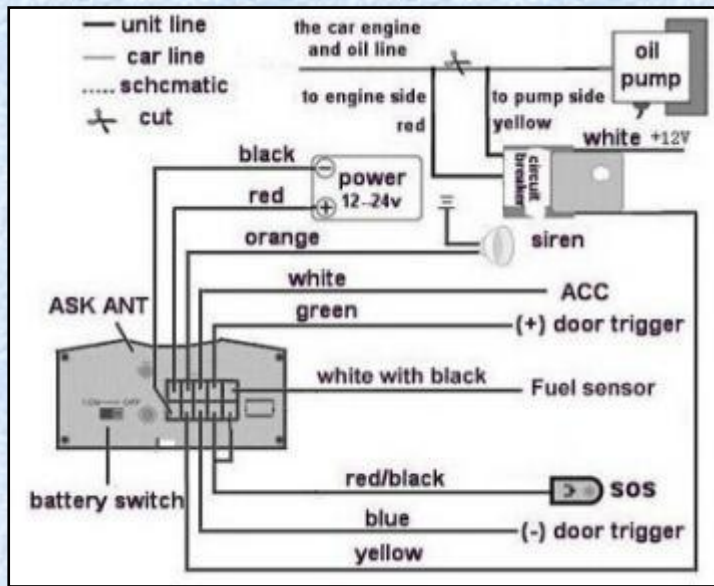 unit line
car line
schcmatic
cut
the car engine
and oil line
oil
pump
to engine side
red
to pump side
yellow
white +12V
black
power
12--24v
circuit
breaker
red
orange
siren
white
ACC
ASK ANT
green
(+) door trigger
white with black
Fuel sensor
OFF
red/black
SOS
battery switch
blue
(-) door trigger
yellow